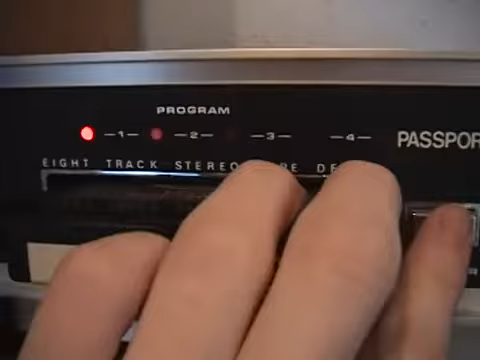 PROGRAM
1 2 3 4
PASSPOR
EIGHT TRACK STEREO